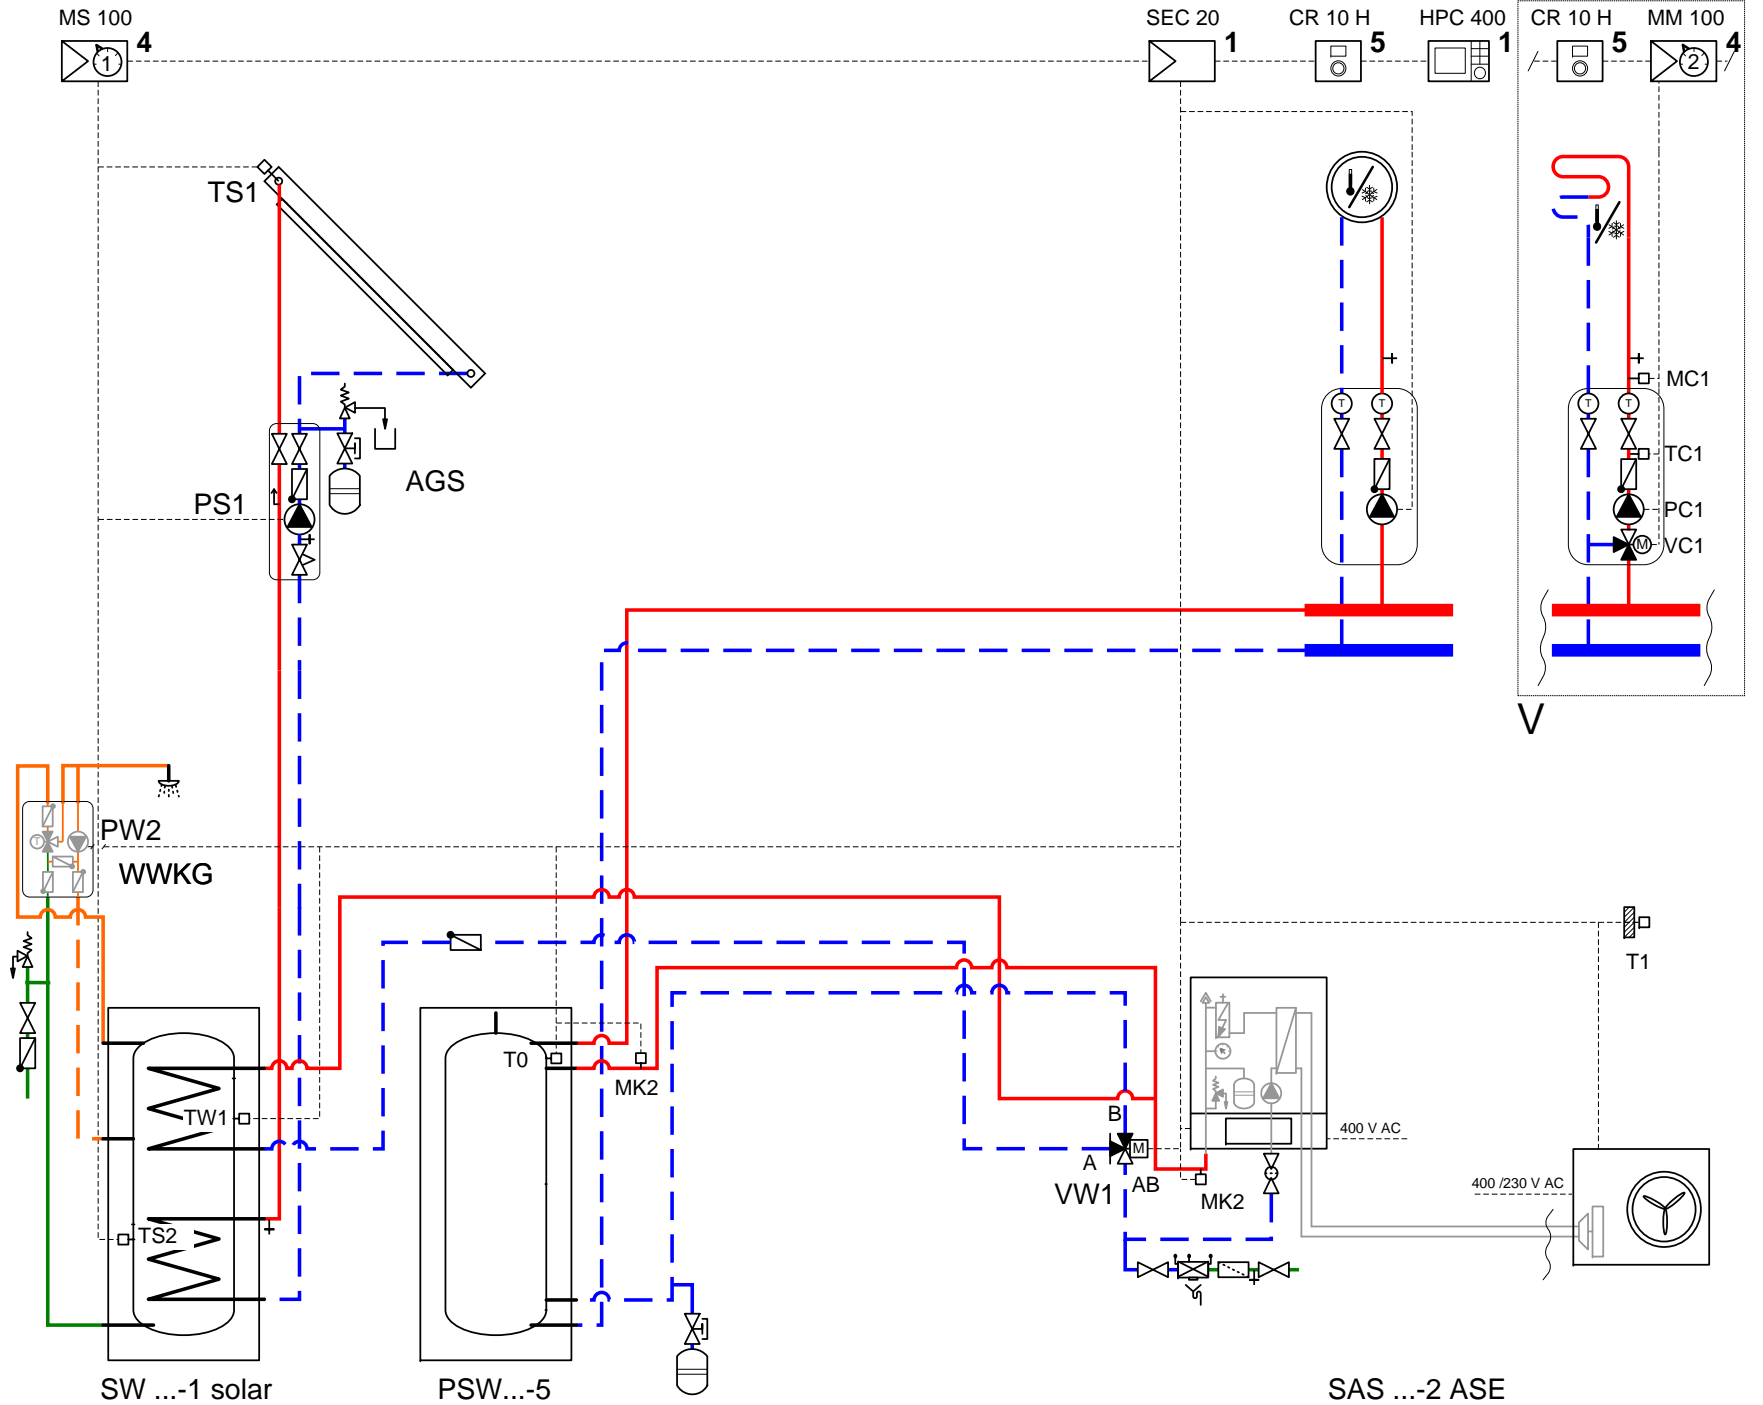 MS 100
SEC 20
CR 10 H
HPC 400
CR 10 H
MM 100
4
1
5
1
5
4
1
2
TS1
MC1
T
T
T
T
AGS
TC1
PS1
PC1
M
VC1
V
PW2
T
WWKG
T1
T0
MK2
TW1
B
400 V AC
M
A
AB
VW1
MK2
400 /230 V AC
TS2
SW ...-1 solar
PSW...-5
SAS ...-2 ASE